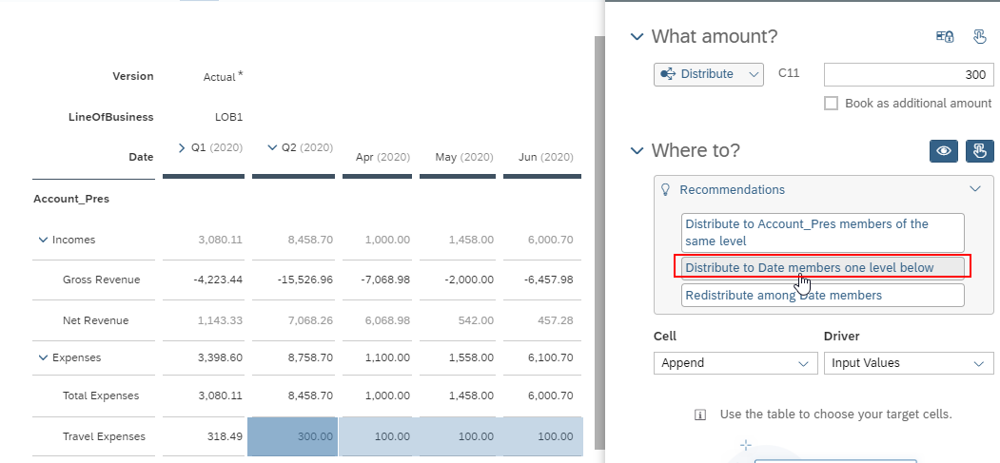 Version Actual *
LineOfBusiness LOB1
Date Q1 (2020) Q2 (2020) Apr (2020) May (2020) Jun (2020)
Account_Pres
Incomes 3,080.11 8,458.70 1,000.00 1,458.00 6,000.70
Gross Revenue -4,223.44 -15,526.96 -7,068.98 -2,000.00 -6,457.98
Net Revenue 1,143.33 7,068.26 6,068.98 542.00 457.28
Expenses 3,398.60 8,758.70 1,100.00 1,558.00 6,100.70
Total Expenses 3,080.11 8,458.70 1,000.00 1,458.00 6,000.70
Travel Expenses 318.49 300.00 100.00 100.00 100.00
What amount?
Distribute C11 300
Book as additional amount
Where to?
Recommendations
Distribute to Account_Pres members of the
same level
Distribute to Date members one level below
Redistribute among Date members
Cell Driver
Append Input Values
Use the table to choose your target cells.